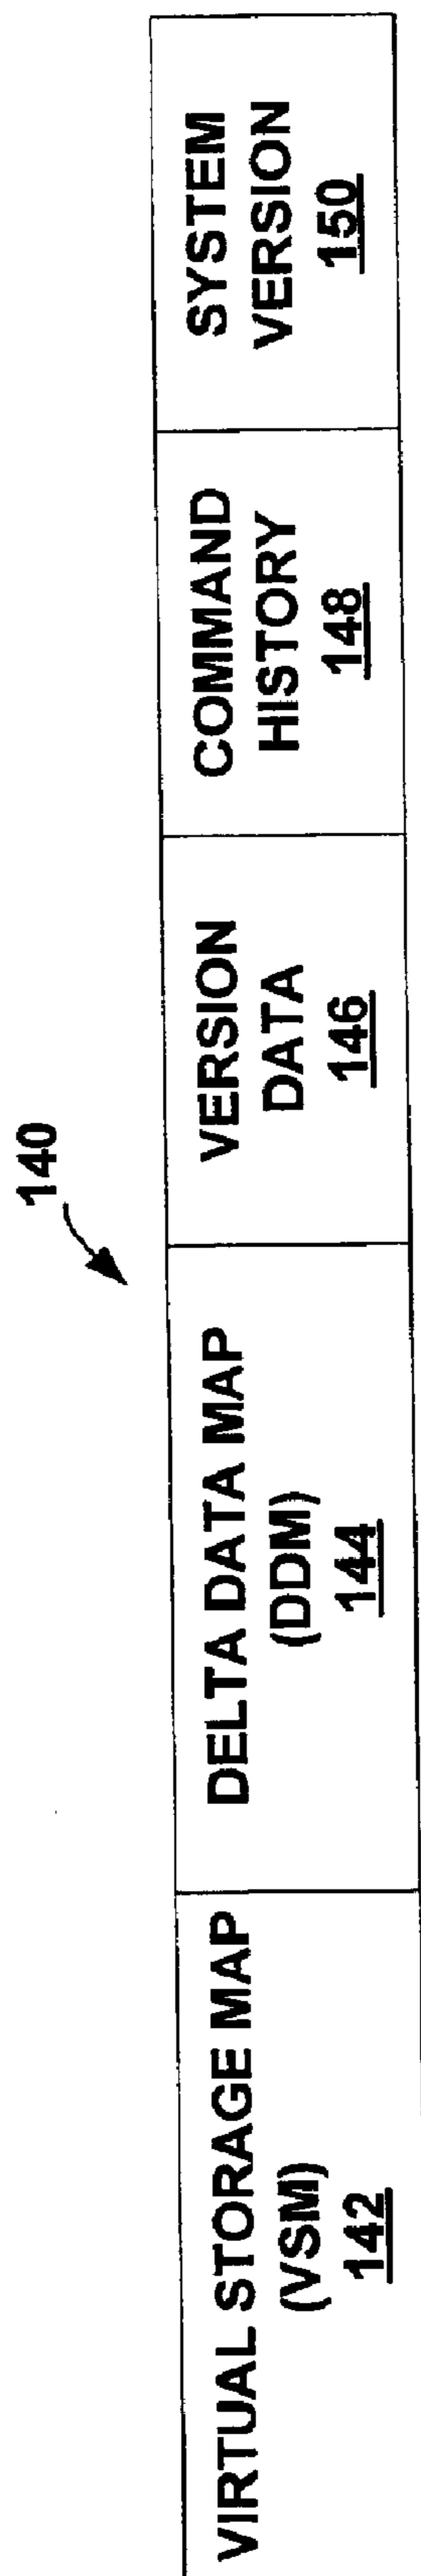 140
VIRTUAL STORAGE MAP
(VSM)
142
DELTA DATA MAP
(DDM)
144
VERSION
DATA
146
COMMAND
HISTORY
148
SYSTEM
VERSION
150